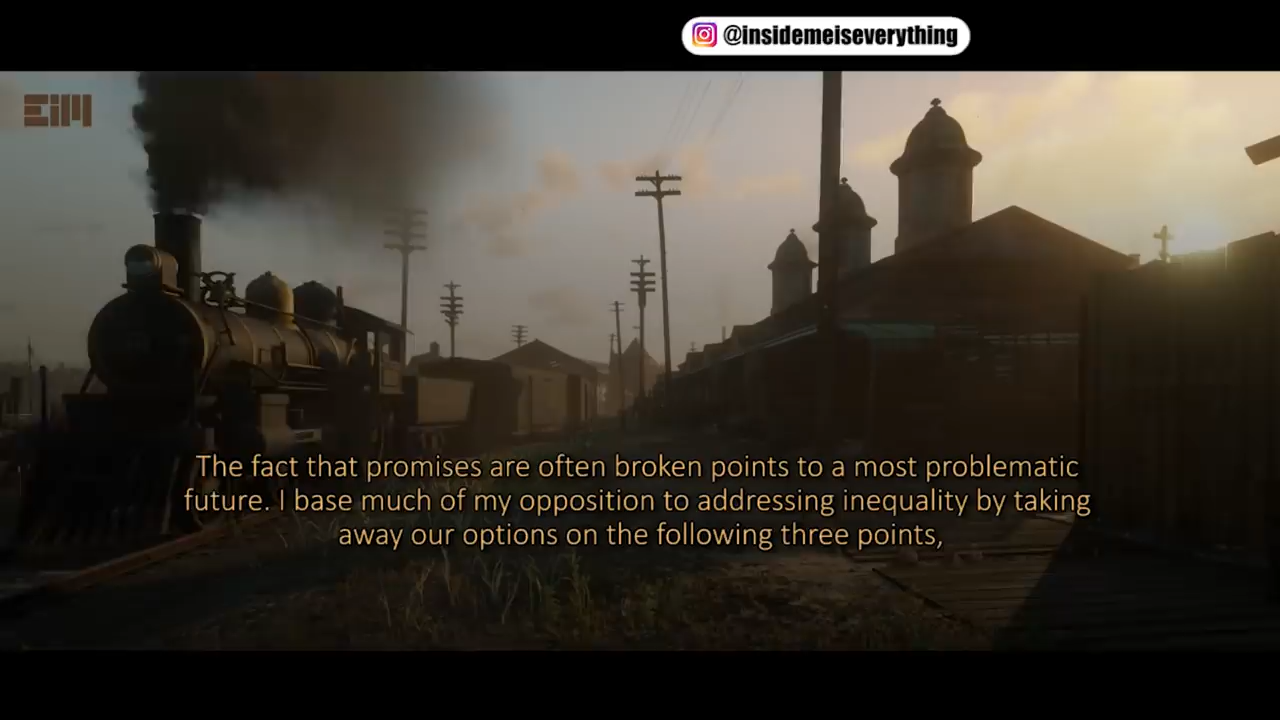 @insidemeiseverything
EiM
The fact that promises are often broken points to a most problematic
future. I base much of my opposition to addressing inequality by taking
away our options on the following three points,